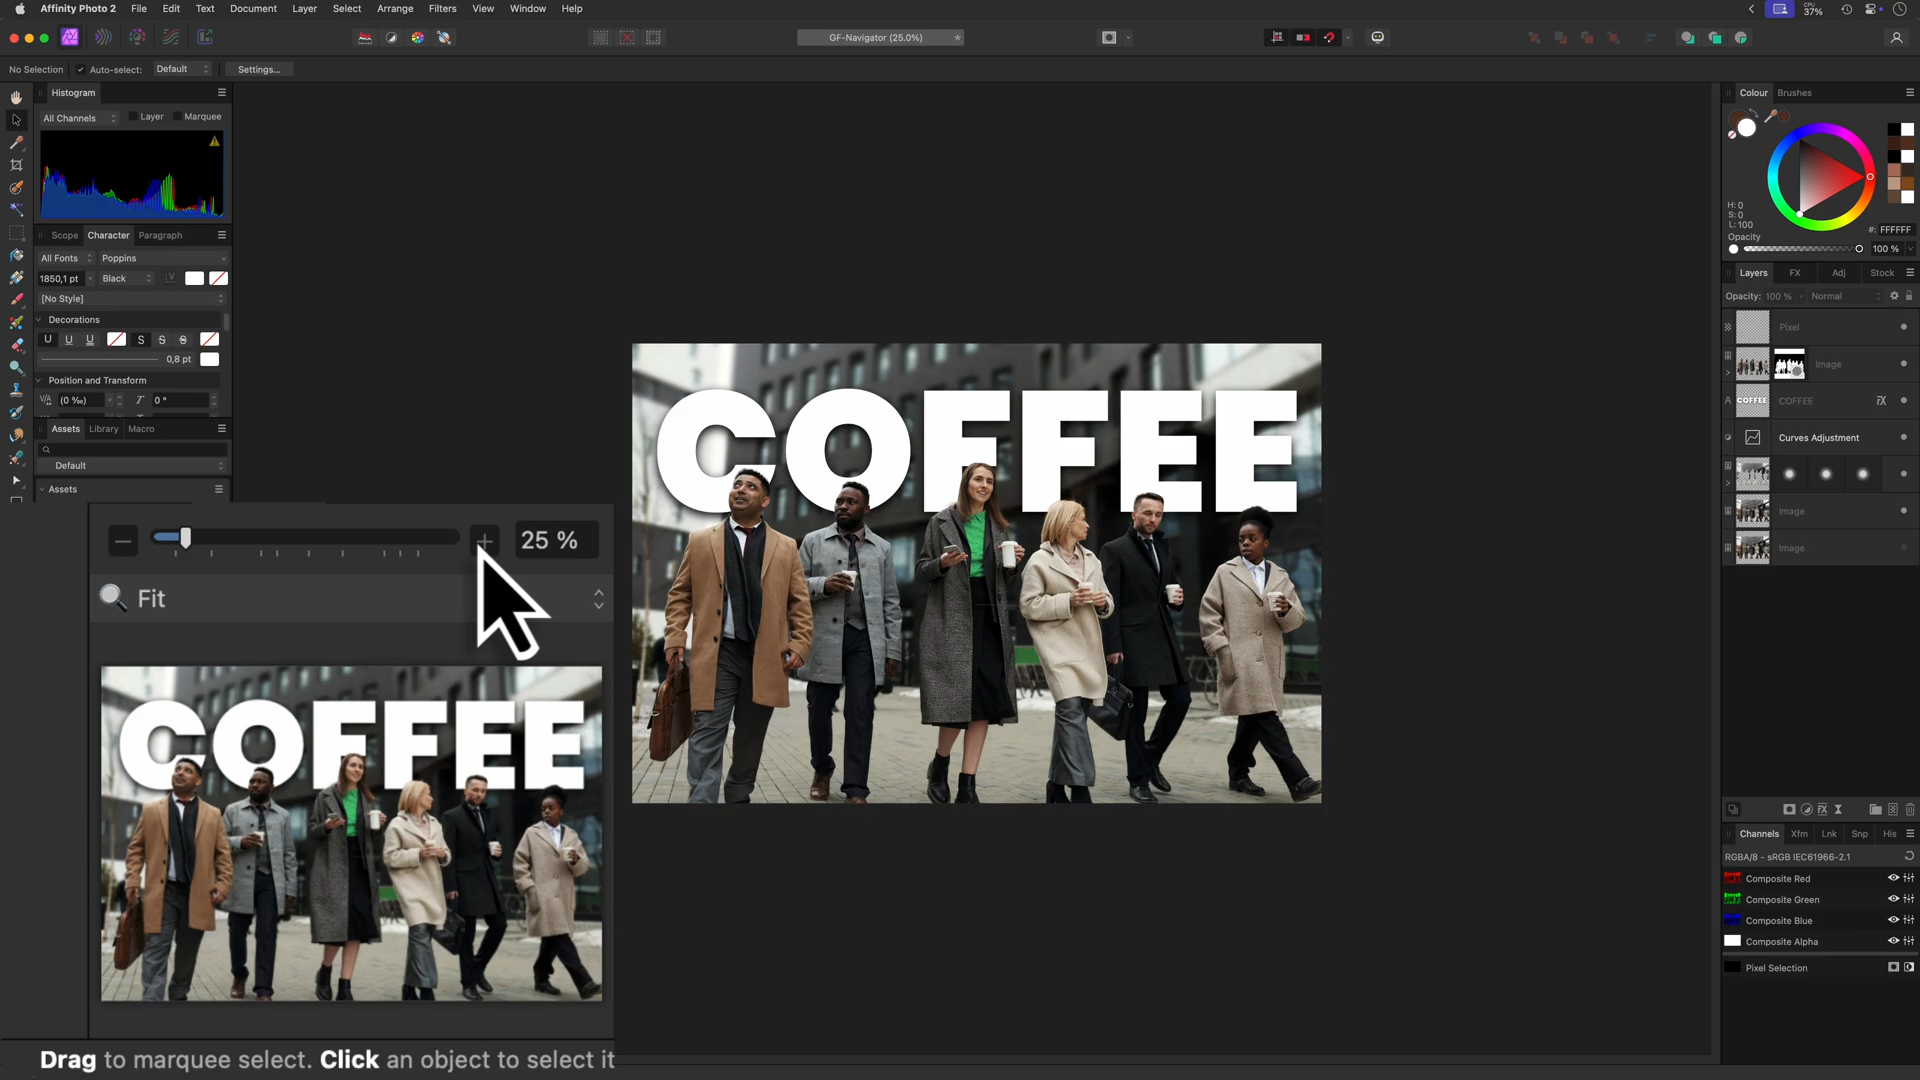 Affinity Photo 2 File Edit Text Document Layer Select Arrange Filters View Window Help CPU 37%
GF-Navigator (25.0%)
No Selection Auto-select: Default Settings...
Histogram
All Channels Layer Marquee
Scope Character Paragraph
All Fonts Poppins
1850,1 pt Black
[No Style]
Decorations
U U U S S S
0,8 pt
Position and Transform
(0 ‰) 0 °
Assets Library Macro
Default
Assets
25 %
Fit
COFFEE
Drag to marquee select. Click an object to select it
COFFEE
Colour Brushes
H: 0
S: 0
L: 100
#: FFFFFF
Opacity
100 %
Layers FX Adj Stock
Opacity: 100 % Normal
Pixel
Image
COFFEE COFFEE
Curves Adjustment
Image
Image
Channels Xfm Lnk Snp His
RGBA/8 - sRGB IEC61966-2.1
Composite Red
Composite Green
Composite Blue
Composite Alpha
Pixel Selection